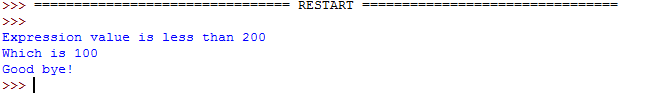 >>> ================================ RESTART ================================
>>>
Expression value is less than 200
Which is 100
Good bye!
>>>